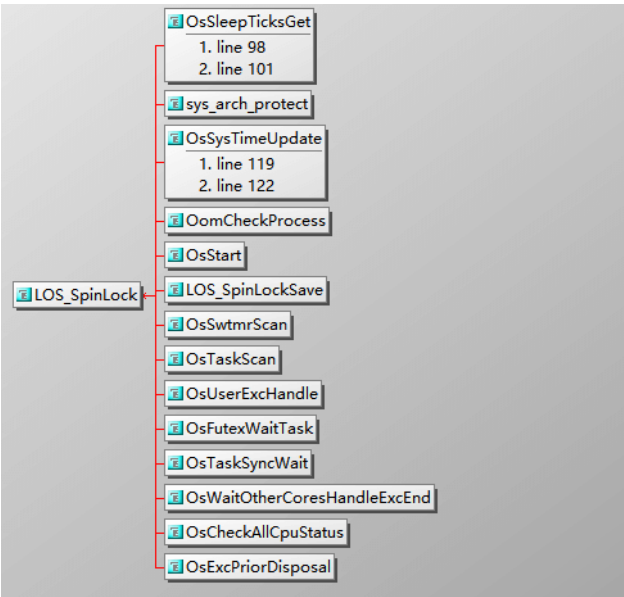 OsSleepTicksGet
1. line 98
2. line 101
sys_arch_protect
OsSysTimeUpdate
1. line 119
2. line 122
OomCheckProcess
OsStart
LOS_SpinLock
LOS_SpinLockSave
OsSwtmrScan
OsTaskScan
OsUserExcHandle
OsFutexWaitTask
OsTaskSyncWait
OsWaitOtherCoresHandleExcEnd
OsCheckAllCpuStatus
OsExcPriorDisposal